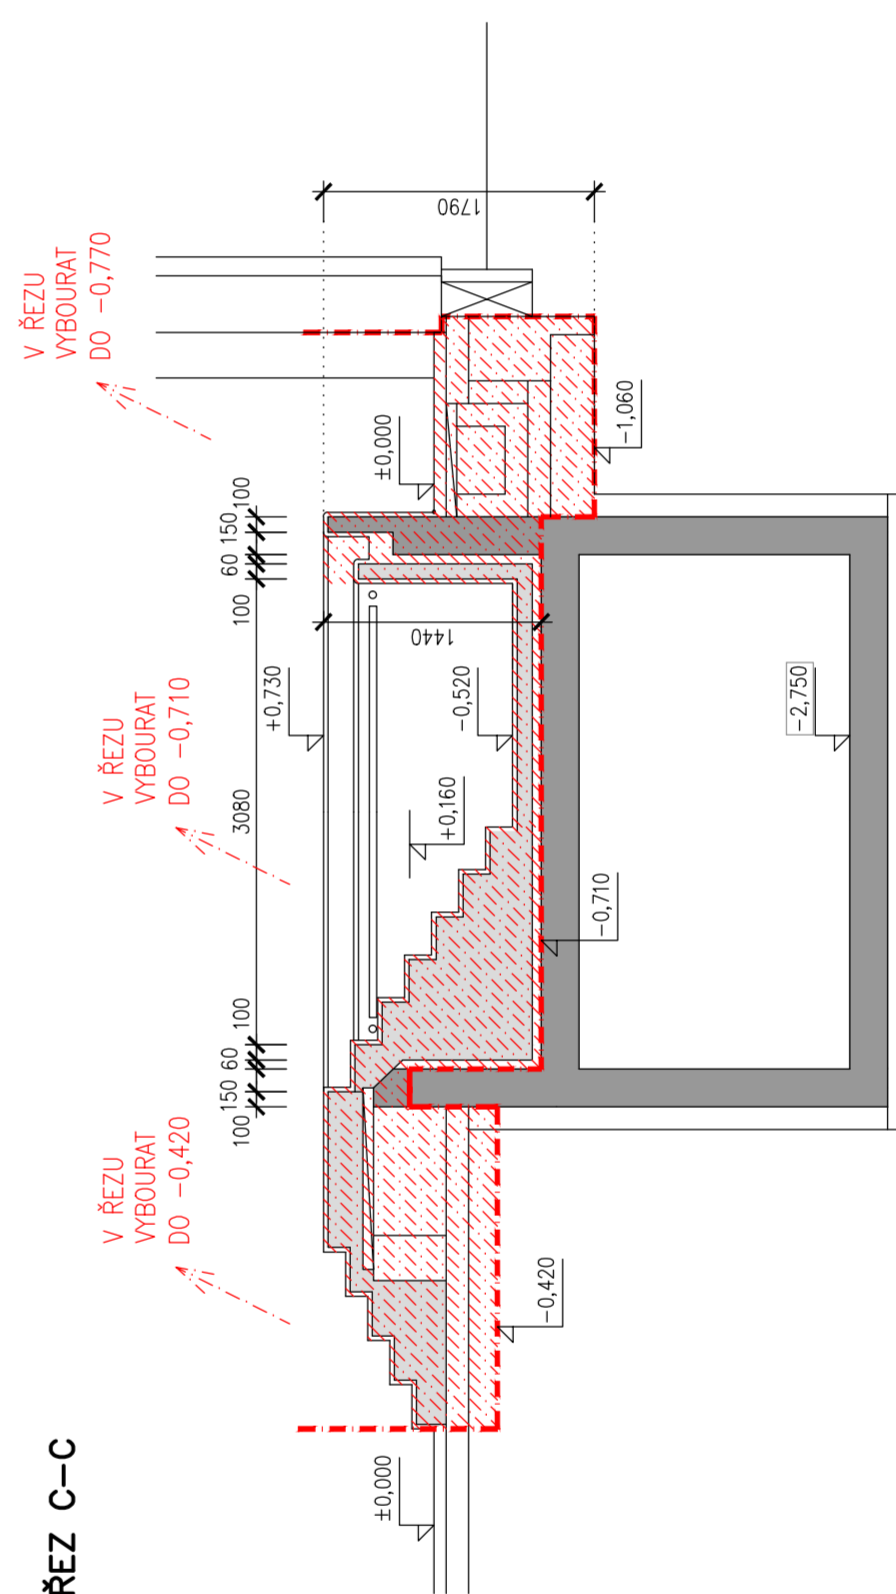 ŘEZ C-C
V ŘEZU
VYBOURAT
DO -0,420
V ŘEZU
VYBOURAT
DO -0,710
V ŘEZU
VYBOURAT
DO -0,770
100
150
60
100
3080
100
60
150
100
1790
1440
±0,000
+0,730
-0,520
+0,160
-0,420
-0,710
-2,750
±0,000
-1,060